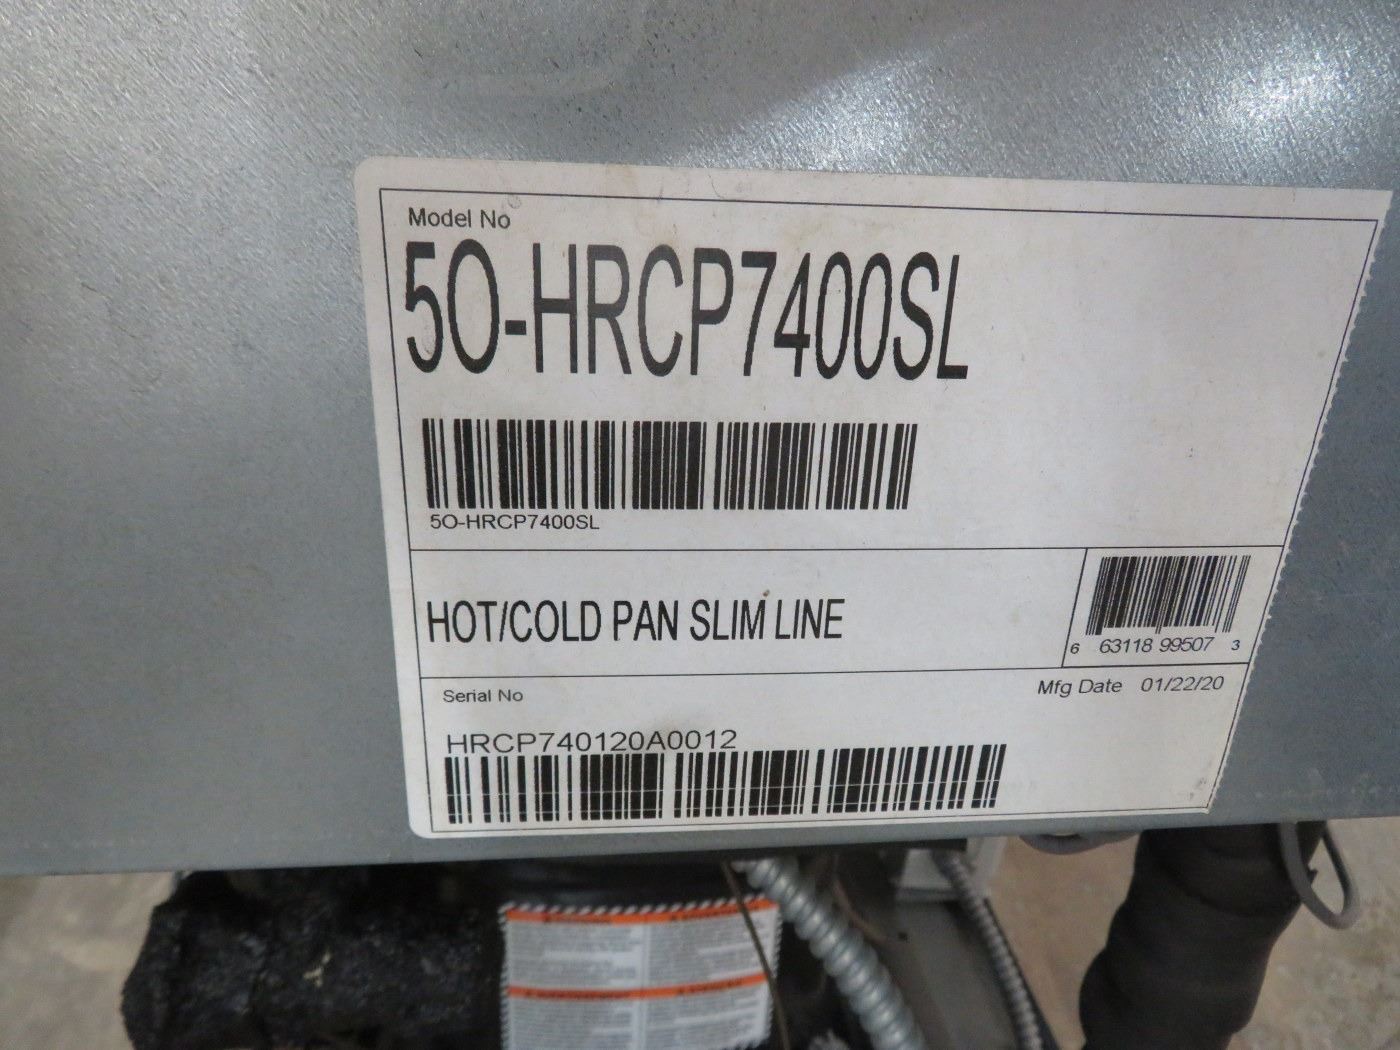 Model No
5O-HRCP7400SL
5O-HRCP7400SL
HOT/COLD PAN SLIM LINE
6 63118 99507 3
Serial No
Mfg Date 01/22/20
HRCP740120A0012